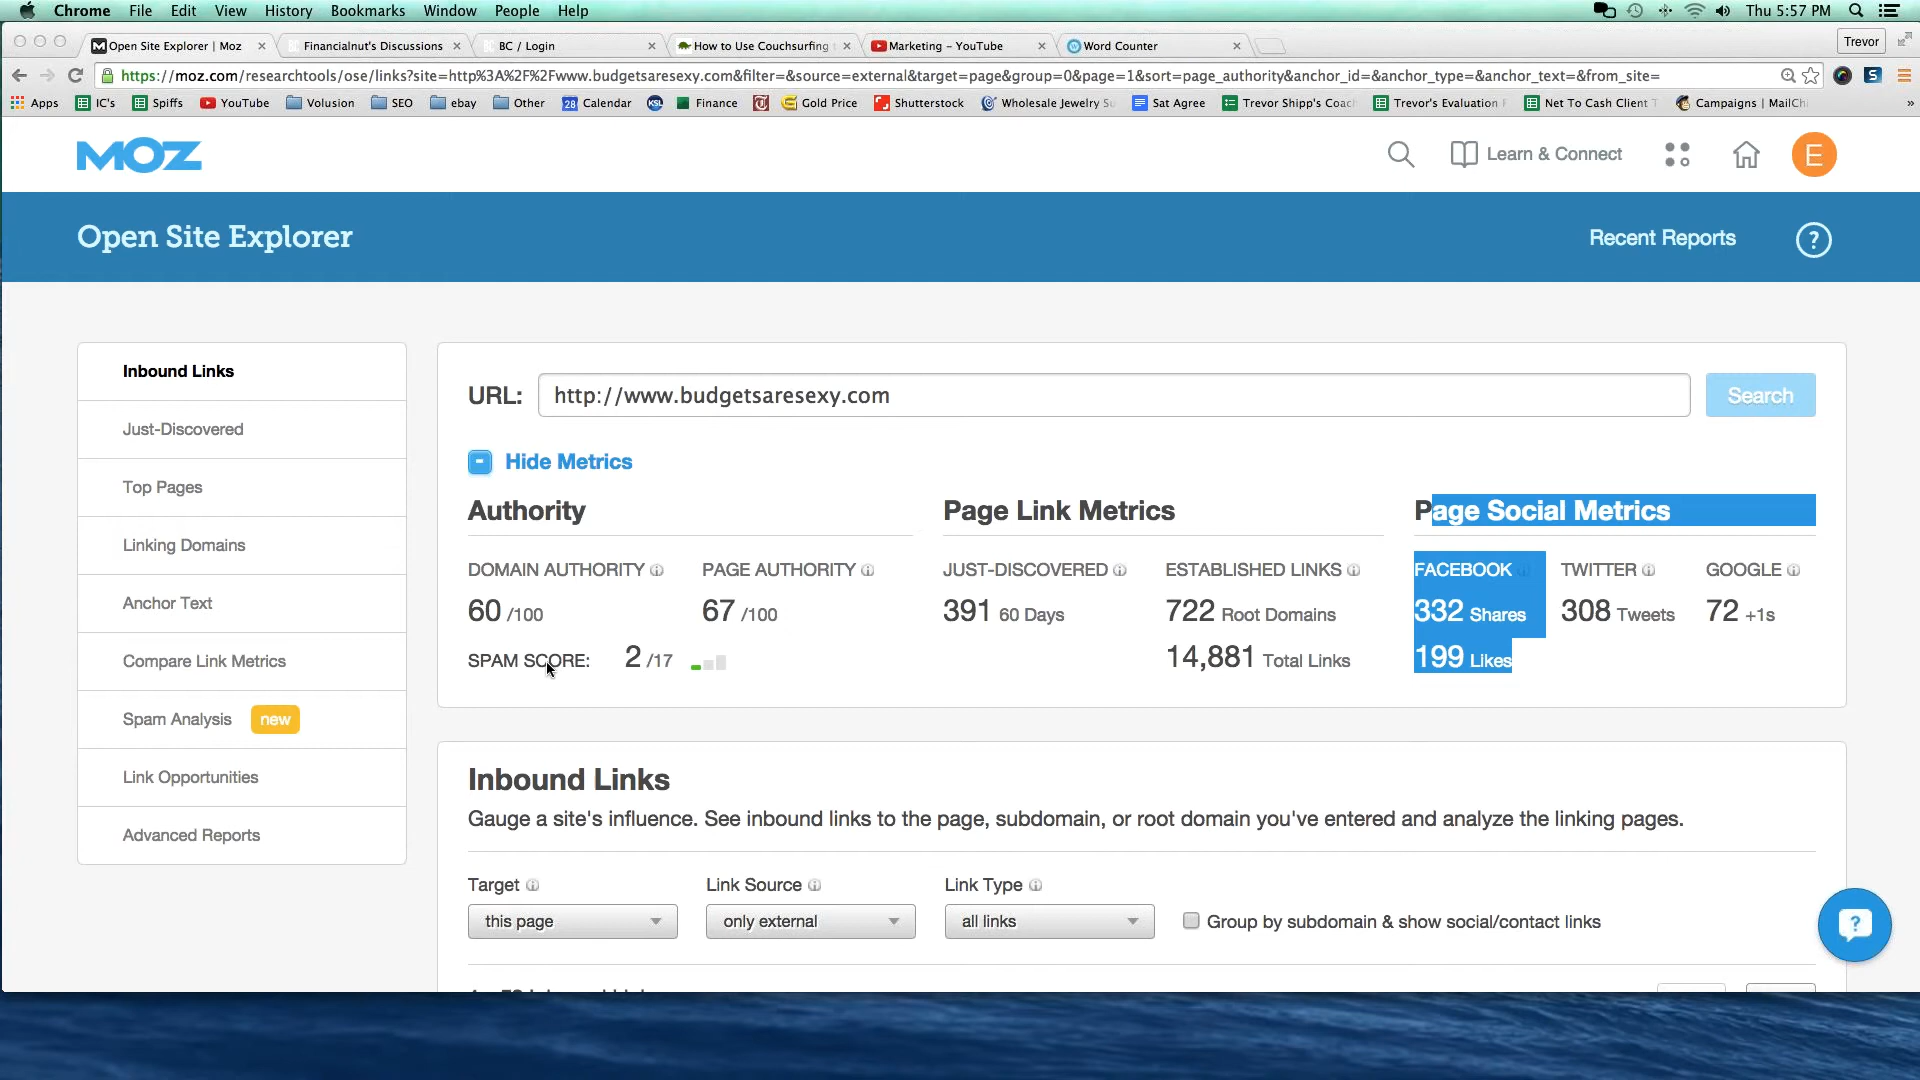 Chrome File Edit View History Bookmarks Window People Help Thu 5:57 PM
Open Site Explorer | Moz Financialnut's Discussions BC / Login How to Use Couchsurfing Marketing - YouTube Word Counter Trevor
https://moz.com/researchtools/ose/links?site=http%3A%2F%2Fwww.budgetsaresexy.com&filter=&source=external&target=page&group=0&page=1&sort=page_authority&anchor_id=&anchor_type=&anchor_text=&from_site=
Apps IC's Spiffs YouTube Volusion SEO ebay Other 28 Calendar KSL Finance Gold Price Shutterstock Wholesale Jewelry Su Sat Agree Trevor Shipp's Coac Trevor's Evaluation Net To Cash Client Campaigns | MailChi »
MOZ Learn & Connect E
Open Site Explorer Recent Reports ?
Inbound Links
Just-Discovered
Top Pages
Linking Domains
Anchor Text
Compare Link Metrics
Spam Analysis new
Link Opportunities
Advanced Reports
URL: http://www.budgetsaresexy.com Search
- Hide Metrics
Authority Page Link Metrics Page Social Metrics
DOMAIN AUTHORITY PAGE AUTHORITY JUST-DISCOVERED ESTABLISHED LINKS FACEBOOK TWITTER GOOGLE
60 /100 67 /100 391 60 Days 722 Root Domains 332 Shares 308 Tweets 72 +1s
SPAM SCORE: 2 /17 14,881 Total Links 199 Likes
Inbound Links
Gauge a site's influence. See inbound links to the page, subdomain, or root domain you've entered and analyze the linking pages.
Target Link Source Link Type
this page only external all links Group by subdomain & show social/contact links
?